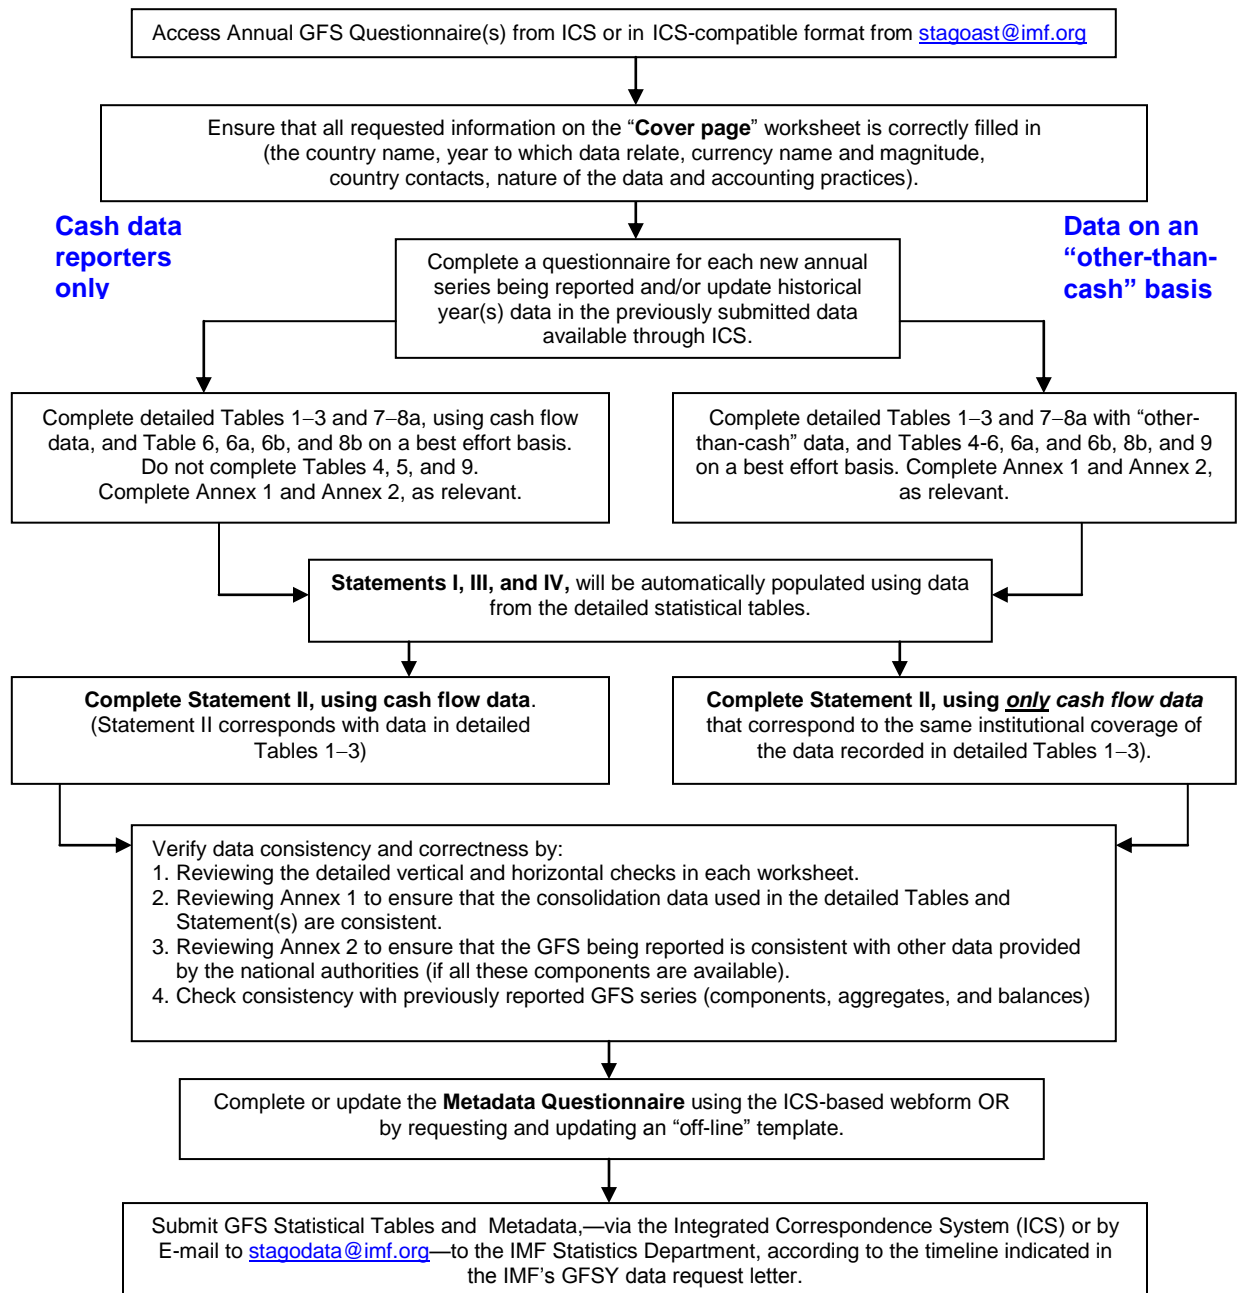 Access Annual GFS Questionnaire(s) from ICS or in ICS-compatible format from stagoast@imf.org
Ensure that all requested information on the “Cover page” worksheet is correctly filled in
(the country name, year to which data relate, currency name and magnitude,
country contacts, nature of the data and accounting practices).
Cash data
reporters
only
Data on an
“other-than-
cash” basis
Complete a questionnaire for each new annual
series being reported and/or update historical
year(s) data in the previously submitted data
available through ICS.
Complete detailed Tables 1–3 and 7–8a, using cash flow
data, and Table 6, 6a, 6b, and 8b on a best effort basis.
Do not complete Tables 4, 5, and 9.
Complete Annex 1 and Annex 2, as relevant.
Complete detailed Tables 1–3 and 7–8a with “other-
than-cash” data, and Tables 4-6, 6a, and 6b, 8b, and 9
on a best effort basis. Complete Annex 1 and Annex 2,
as relevant.
Statements I, III, and IV, will be automatically populated using data
from the detailed statistical tables.
Complete Statement II, using cash flow data.
(Statement II corresponds with data in detailed
Tables 1–3)
Complete Statement II, using only cash flow data
that correspond to the same institutional coverage of
the data recorded in detailed Tables 1–3).
Verify data consistency and correctness by:
1. Reviewing the detailed vertical and horizontal checks in each worksheet.
2. Reviewing Annex 1 to ensure that the consolidation data used in the detailed Tables and
Statement(s) are consistent.
3. Reviewing Annex 2 to ensure that the GFS being reported is consistent with other data provided
by the national authorities (if all these components are available).
4. Check consistency with previously reported GFS series (components, aggregates, and balances)
Complete or update the Metadata Questionnaire using the ICS-based webform OR
by requesting and updating an “off-line” template.
Submit GFS Statistical Tables and Metadata,—via the Integrated Correspondence System (ICS) or by
E-mail to stagodata@imf.org—to the IMF Statistics Department, according to the timeline indicated in
the IMF’s GFSY data request letter.